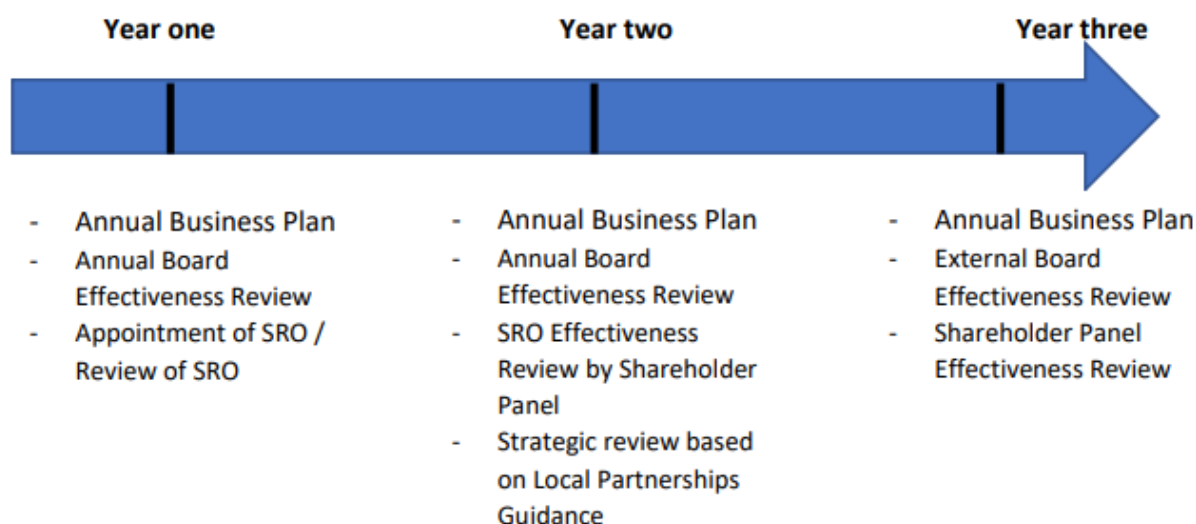 Year one
Year two
Year three
- Annual Business Plan
- Annual Board
Effectiveness Review
- Appointment of SRO /
Review of SRO
- Annual Business Plan
- Annual Board
Effectiveness Review
- SRO Effectiveness
Review by Shareholder
Panel
- Strategic review based
on Local Partnerships
Guidance
- Annual Business Plan
- External Board
Effectiveness Review
- Shareholder Panel
Effectiveness Review